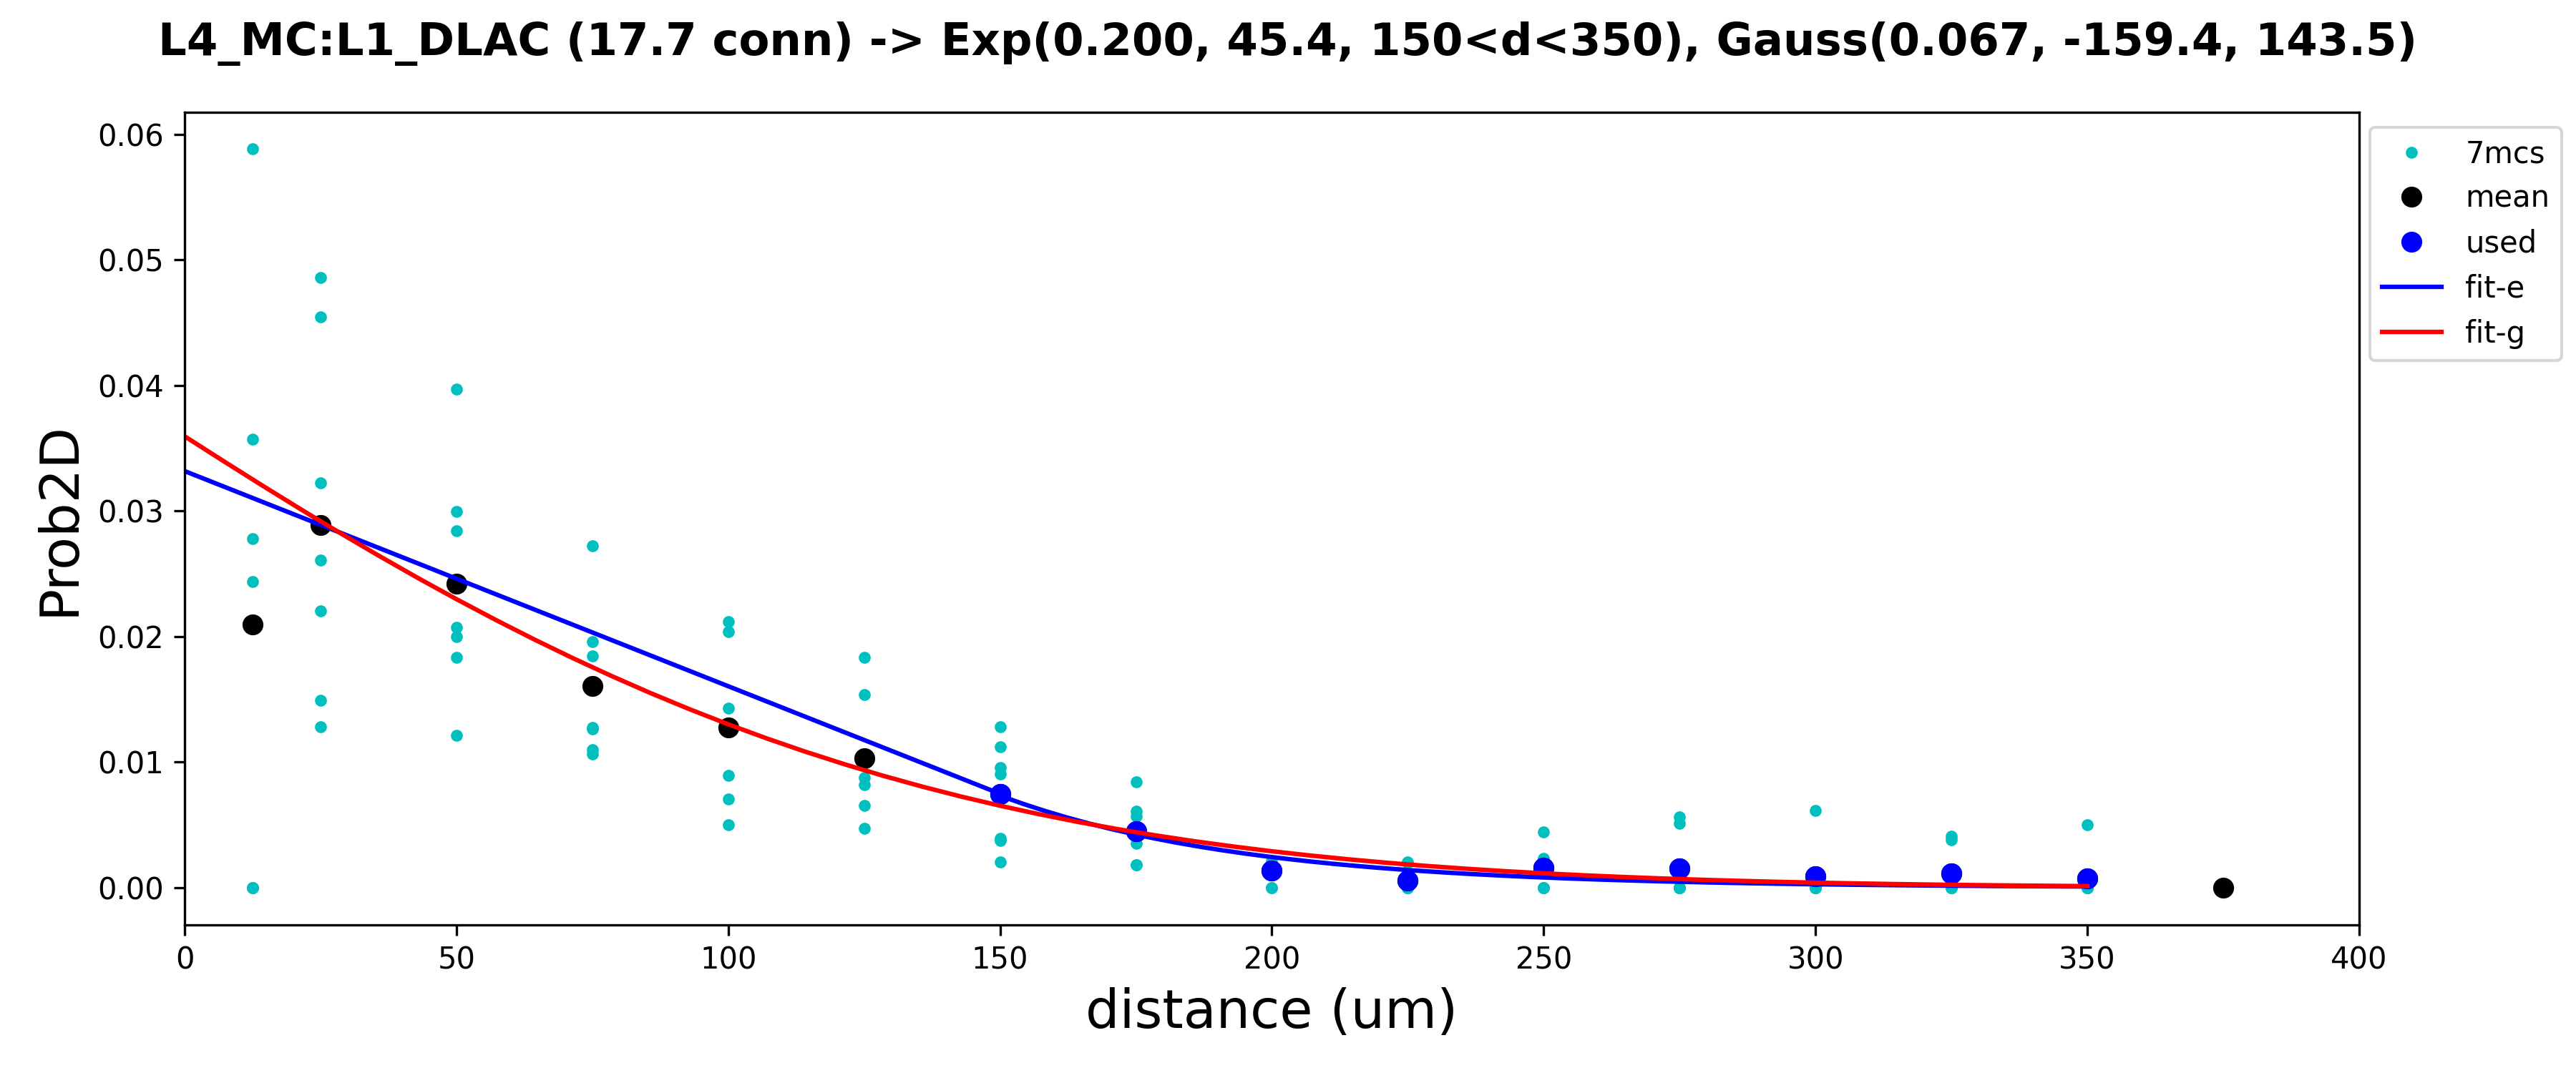 L4_MC:L1_DLAC (17.7 conn) -> Exp(0.200, 45.4, 150<d<350), Gauss(0.067, -159.4, 143.5)
0.06
0.05
0.04
0.03
0.02
0.01
0.00
Prob2D
0 50 100 150 200 250 300 350 400
distance (um)
7mcs
mean
used
fit-e
fit-g